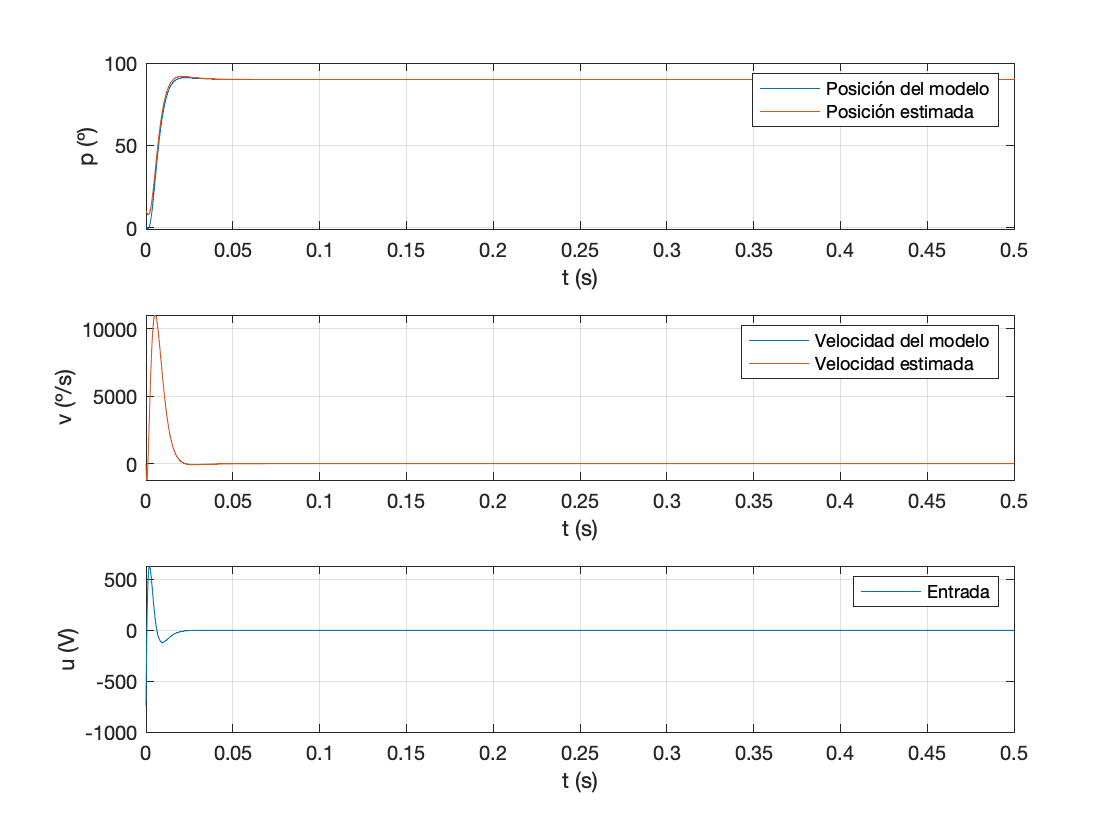 100
50
0
p (º)
Posición del modelo
Posición estimada
0 0.05 0.1 0.15 0.2 0.25 0.3 0.35 0.4 0.45 0.5
t (s)
10000
5000
0
v (º/s)
Velocidad del modelo
Velocidad estimada
0 0.05 0.1 0.15 0.2 0.25 0.3 0.35 0.4 0.45 0.5
t (s)
500
0
-500
-1000
u (V)
Entrada
0 0.05 0.1 0.15 0.2 0.25 0.3 0.35 0.4 0.45 0.5
t (s)